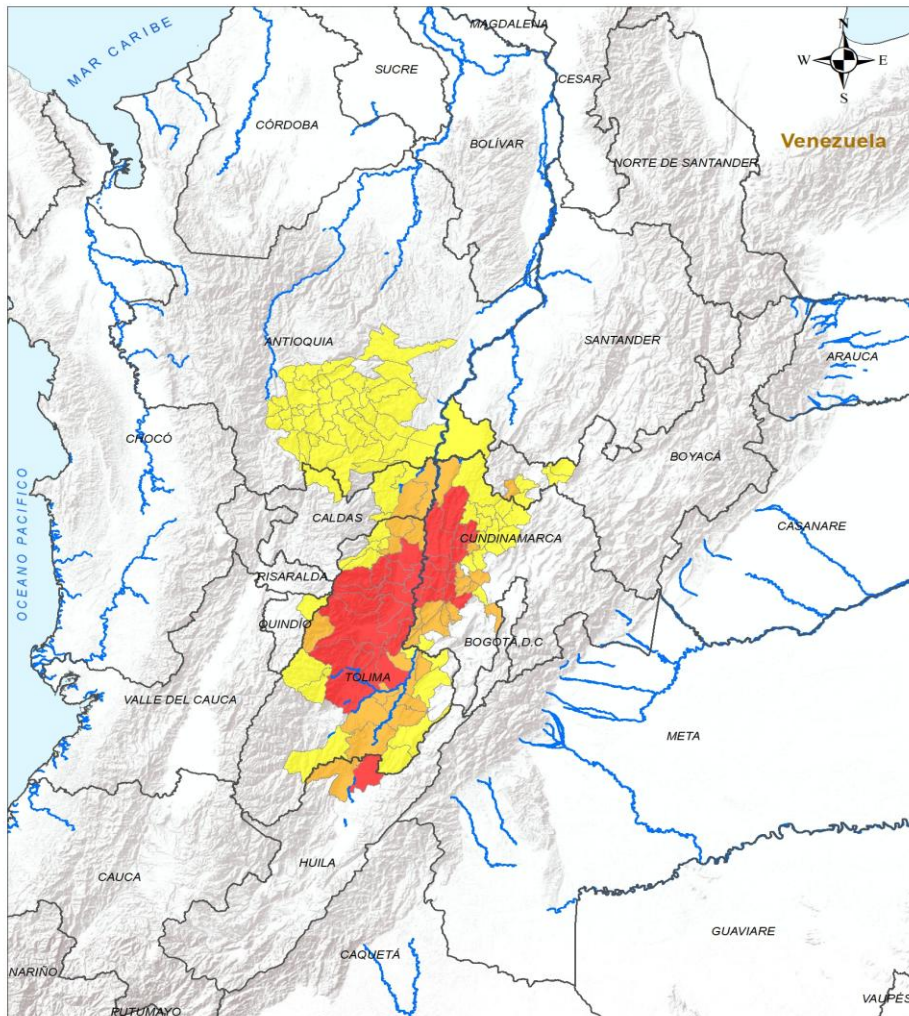 MAGDALENA
N
MAR CARIBE
W
E
CESAR
SUCRE
S
CÓRDOBA
BOLÍVAR
Venezuela
NORTE DE SANTANDER
ANTIOQUIA
SANTANDER
ARAUCA
CHOCÓ
BOYACÁ
OCEANO PACIFICO
CALDAS
CASANARE
CUNDINAMARCA
RISARALDA
QUINDÍO
BOGOTÁ,D.C
TOLIMA
VALLE DEL CAUCA
META
HUILA
CAUCA
GUAVIARE
CAQUETÁ
NARIÑO
PUTUMAYO
VAUPÉS